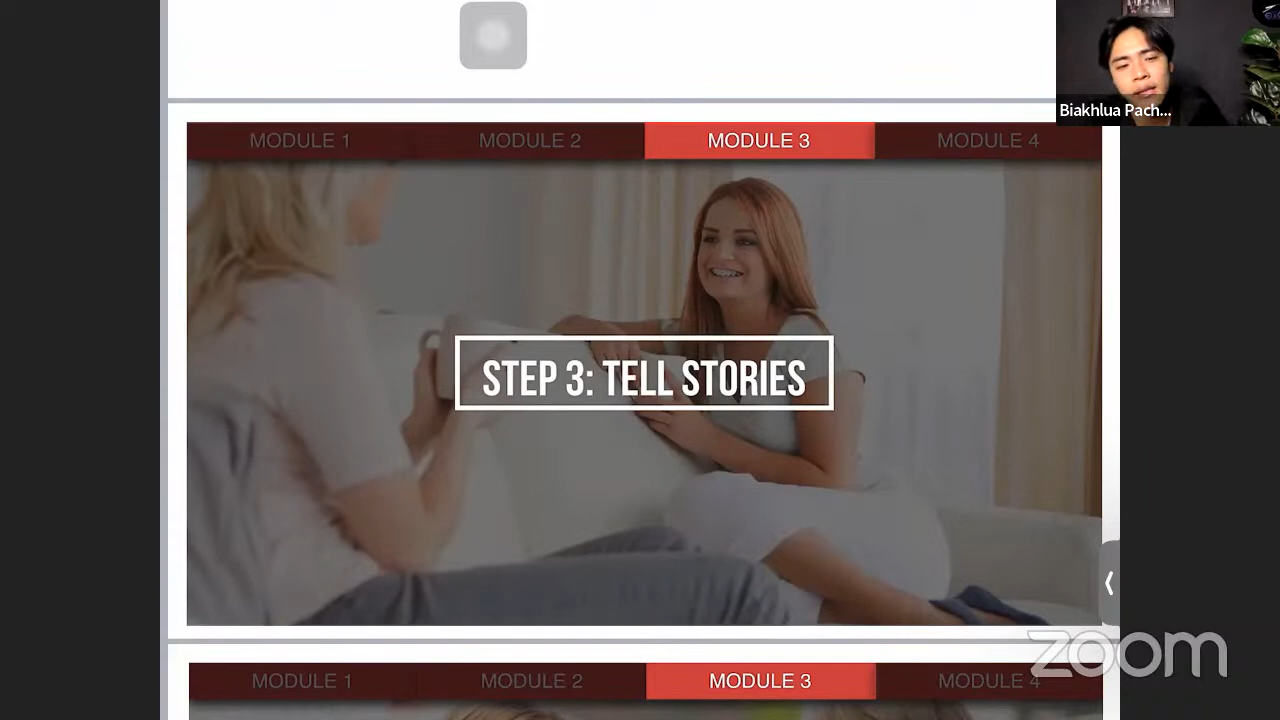 Biakhlua Pach...
MODULE 1 MODULE 2 MODULE 3 MODULE 4
STEP 3: TELL STORIES
zoom
MODULE 1 MODULE 2 MODULE 3 MODULE 4